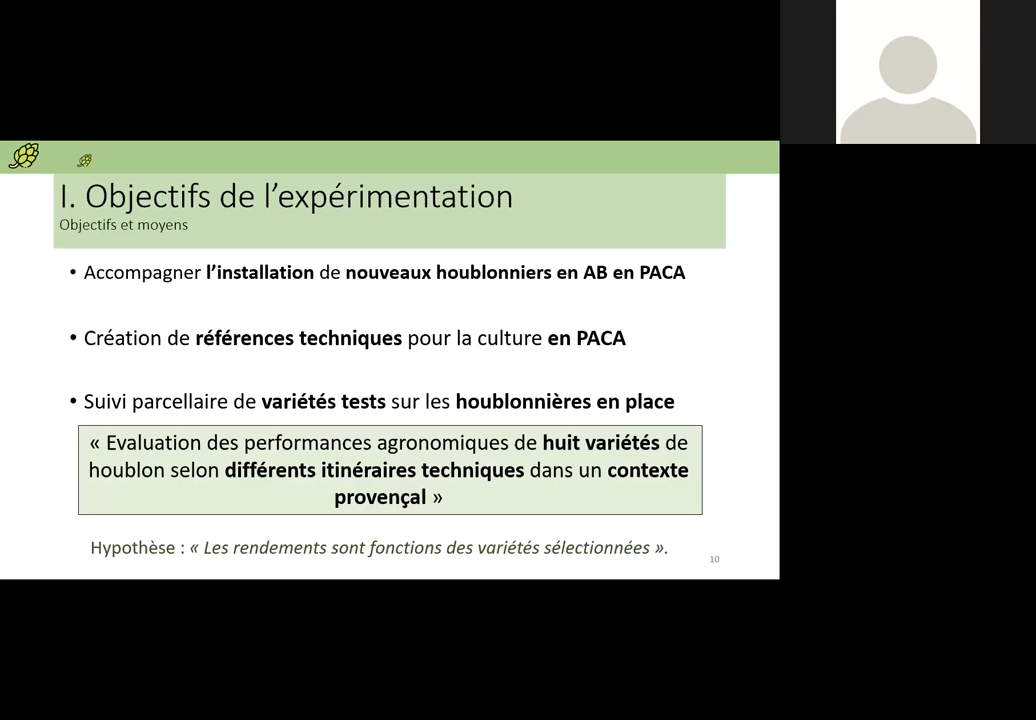 I. Objectifs de l’expérimentation
Objectifs et moyens
• Accompagner l’installation de nouveaux houblonniers en AB en PACA
• Création de références techniques pour la culture en PACA
• Suivi parcellaire de variétés tests sur les houblonnières en place
« Evaluation des performances agronomiques de huit variétés de
houblon selon différents itinéraires techniques dans un contexte
provençal »
Hypothèse : « Les rendements sont fonctions des variétés sélectionnées ».
10